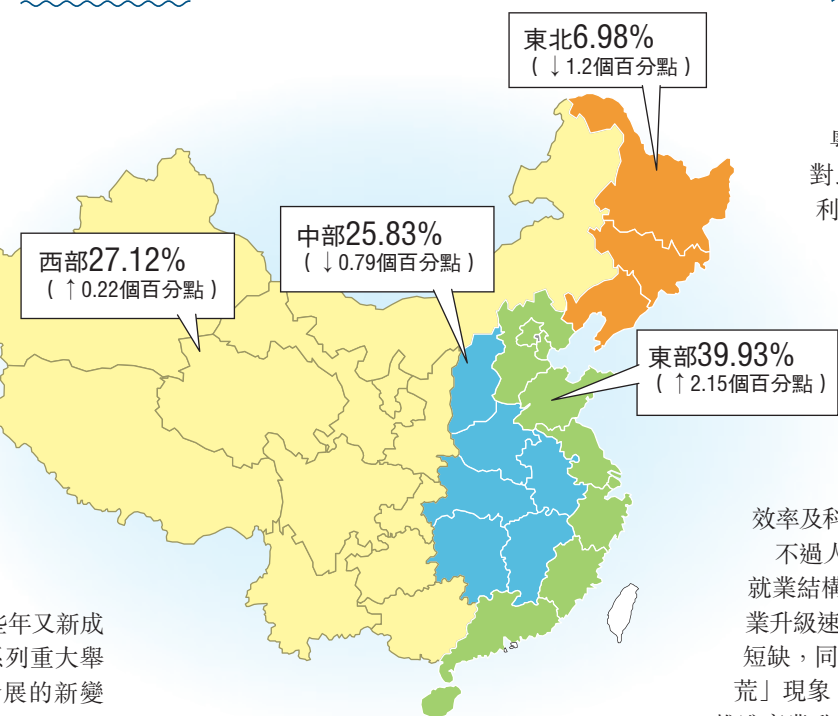 東北6.98%
(↓1.2個百分點)
對
利
中部25.83%
(↓0.79個百分點)
西部27.12%
(↑0.22個百分點)
東部39.93%
(↑2.15個百分點)
效率及科
不過人
就業結構
業升級速
短缺，同
荒」現象
些年又新成
系列重大舉
展的新變